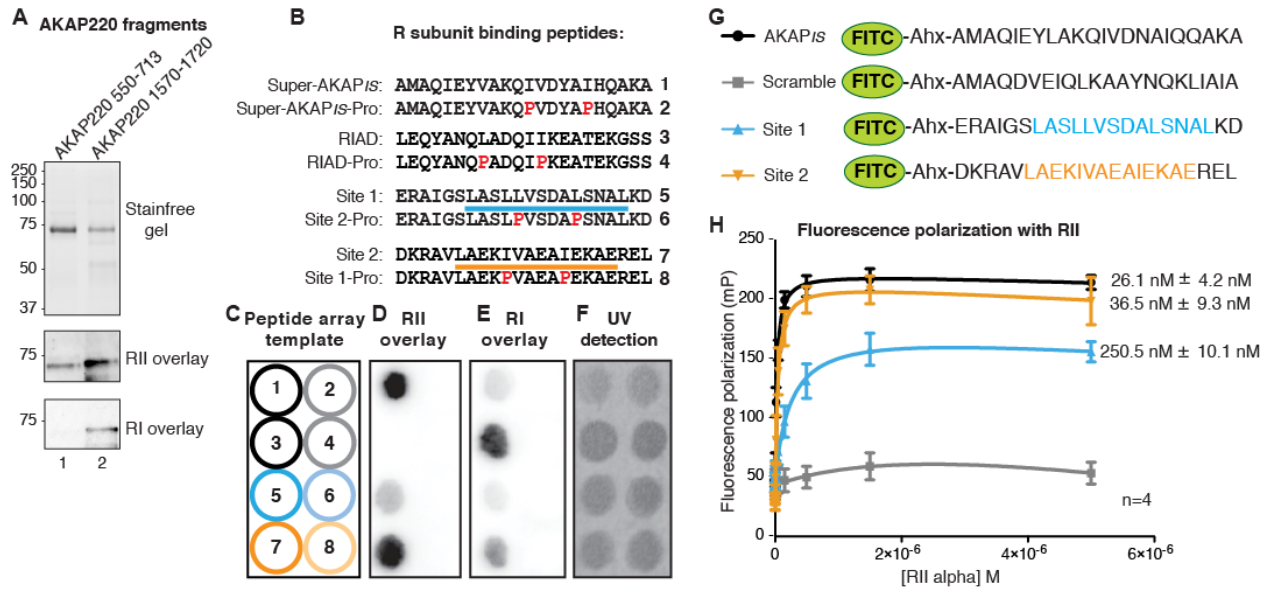 A
AKAP220 fragments
AKAP220 550-713
AKAP220 1570-1720
250
150
100
75
50
37
Stainfree
gel
75
RII overlay
75
RI overlay
1 2
B
R subunit binding peptides:
Super-AKAPIS: AMAQIEYVAKQIVDYAIHQAKA 1
Super-AKAPIS-Pro: AMAQIEYVAKQPVDYAPHQAKA 2
RIAD: LEQYANQLADQIIKEATEKGSS 3
RIAD-Pro: LEQYANQPADQIPKEATEKGSS 4
Site 1: ERAIGSLASLLVSDALSNALKD 5
Site 2-Pro: ERAIGSLASLPVSDAPSNALKD 6
Site 2: DKRAVLAEKIVAEAIEKAEREL 7
Site 1-Pro: DKRAVLAEKPVAEAPEKAEREL 8
C Peptide array
template
1 2
3 4
5 6
7 8
D RII
overlay
E RI
overlay
F UV
detection
G
AKAPIS FITC -Ahx-AMAQIEYLAKQIVDNAIQQAKA
Scramble FITC -Ahx-AMAQDVEIQLKAAYNQKLIAIA
Site 1 FITC -Ahx-ERAIGSLASLLVSDALSNALKD
Site 2 FITC -Ahx-DKRAVLAEKIVAEAIEKAEREL
H
Fluorescence polarization with RII
Fluorescence polarization (mP)
250
200
150
100
50
0
26.1 nM ± 4.2 nM
36.5 nM ± 9.3 nM
250.5 nM ± 10.1 nM
n=4
0 2×10⁻⁶ 4×10⁻⁶ 6×10⁻⁶
[RII alpha] M